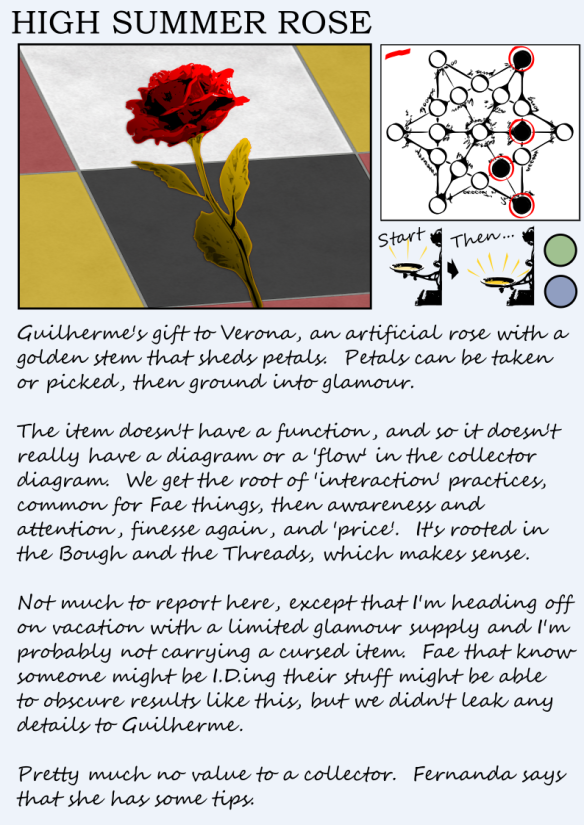 HIGH SUMMER ROSE
Start
Then...
Guilherme's gift to Verona, an artificial rose with a
golden stem that sheds petals.  Petals can be taken
or picked, then ground into glamour.
The item doesn't have a function, and so it doesn't
really have a diagram or a 'flow' in the collector
diagram.  We get the root of 'interaction' practices,
common for Fae things, then awareness and
attention, finesse again, and 'price'.  It's rooted in
the Bough and the Threads, which makes sense.
Not much to report here, except that I'm heading off
on vacation with a limited glamour supply and I'm
probably not carrying a cursed item.  Fae that know
someone might be I.D.ing their stuff might be able
to obscure results like this, but we didn't leak any
details to Guilherme.
Pretty much no value to a collector.  Fernanda says
that she has some tips.